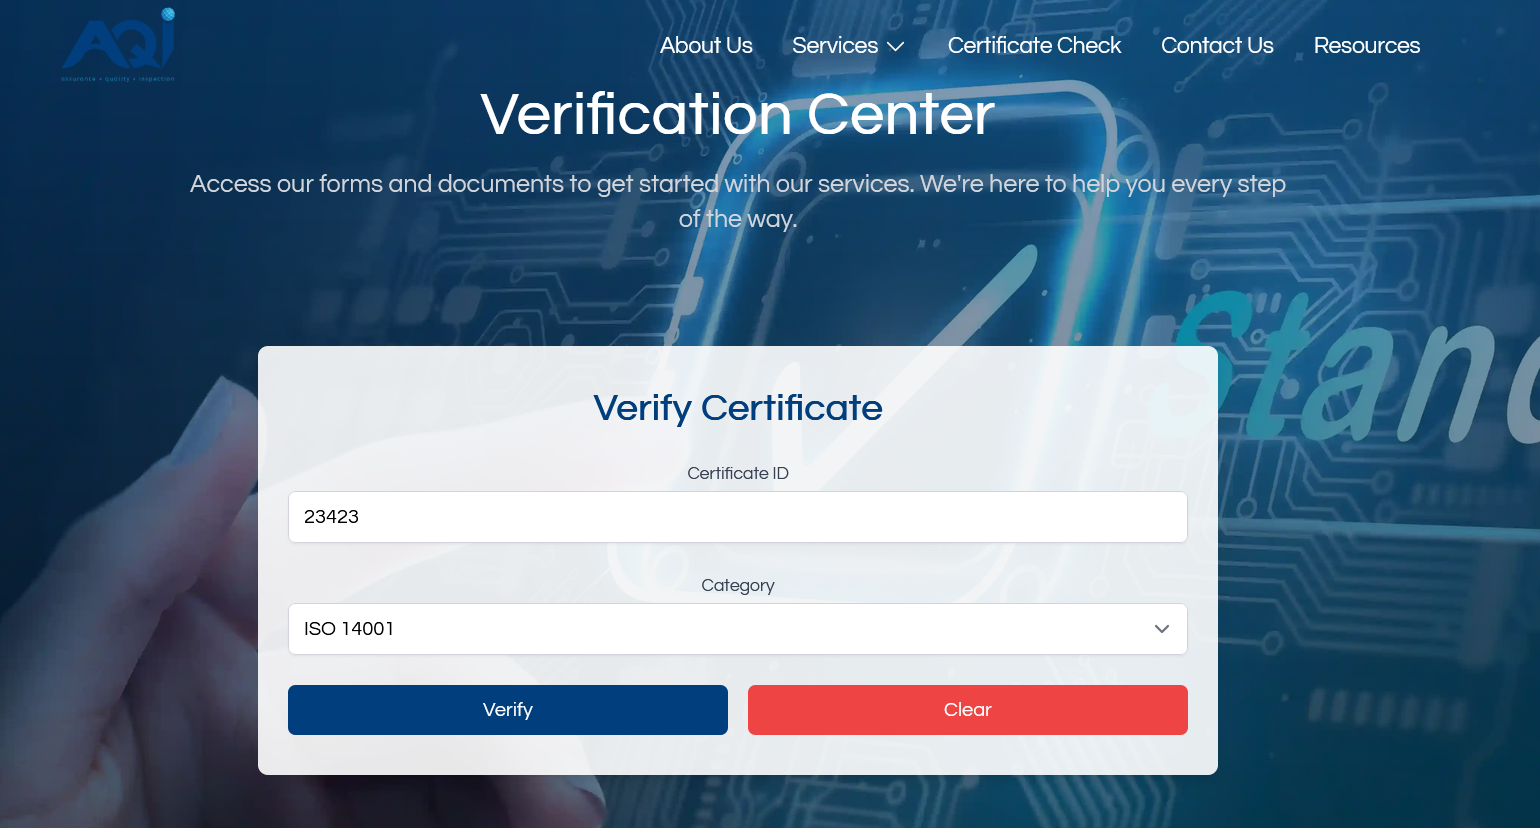 AQi
assurance • quality • inspection
About Us
Services
Certificate Check
Contact Us
Resources
Verification Center
Access our forms and documents to get started with our services. We're here to help you every step
of the way.
Stand
Verify Certificate
Certificate ID
23423
Category
ISO 14001
Verify
Clear